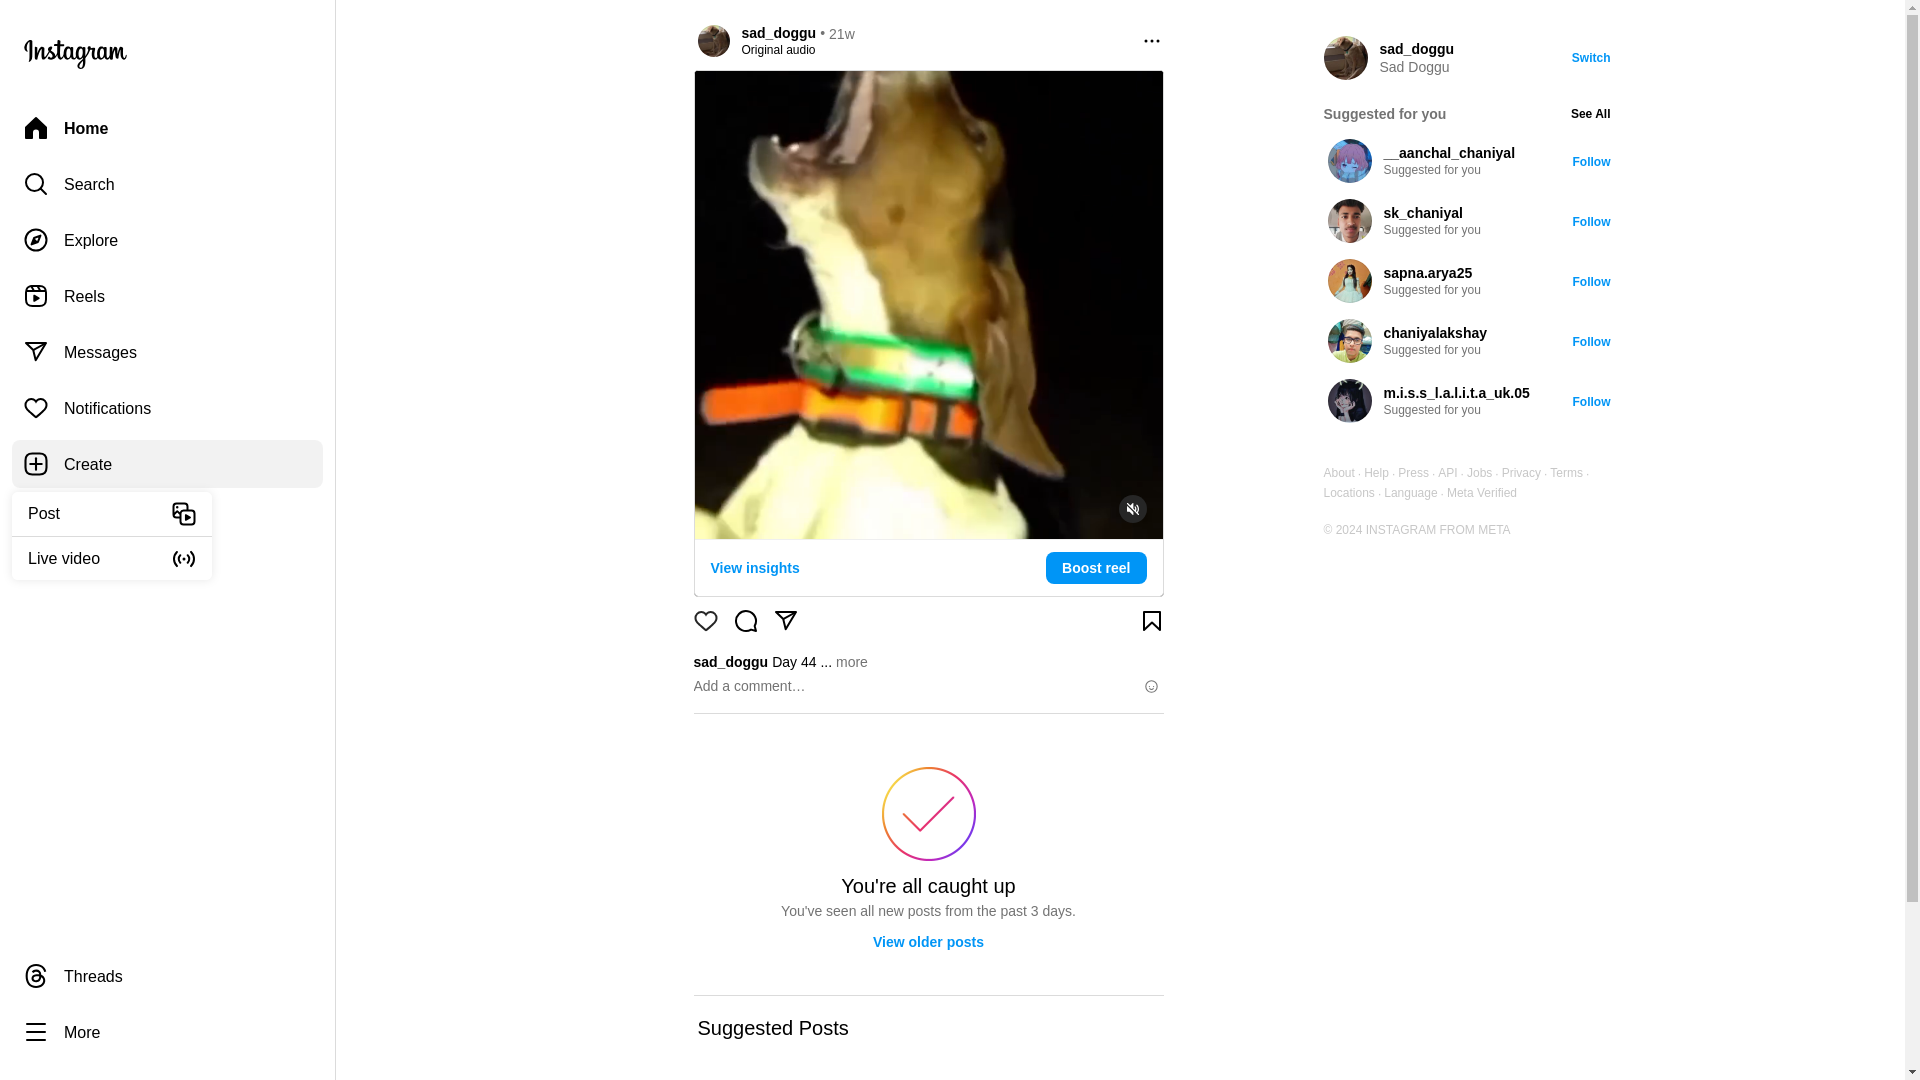 Instagram
Home
Search
Explore
Reels
Messages
Notifications
Create
Post
Live video
Threads
More
sad_doggu • 21w
Original audio
View insights
Boost reel
sad_doggu Day 44 ... more
Add a comment…
You're all caught up
You've seen all new posts from the past 3 days.
View older posts
Suggested Posts
sad_doggu
Sad Doggu
Switch
Suggested for you
See All
__aanchal_chaniyal
Suggested for you
Follow
sk_chaniyal
Suggested for you
Follow
sapna.arya25
Suggested for you
Follow
chaniyalakshay
Suggested for you
Follow
m.i.s.s_l.a.l.i.t.a_uk.05
Suggested for you
Follow
About · Help · Press · API · Jobs · Privacy · Terms ·
Locations · Language · Meta Verified
© 2024 INSTAGRAM FROM META